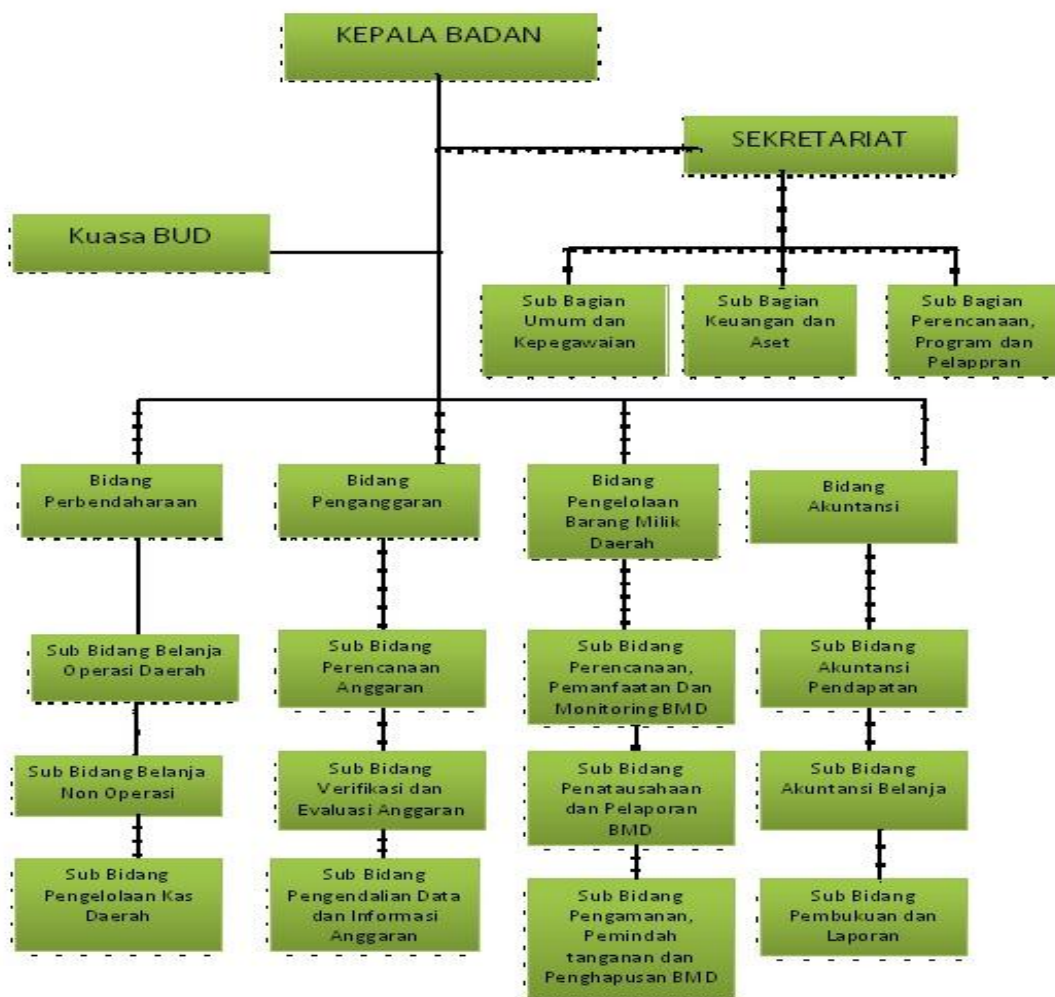 KEPALA BADAN
SEKRETARIAT
Kuasa BUD
Sub Bagian
Umum dan
Kepegawaian
Sub Bagian
Keuangan dan
Aset
Sub Bagian
Perencanaan,
Program dan
Pelappran
Bidang
Perbendaharaan
Bidang
Penganggaran
Bidang
Pengelolaan
Barang Milik
Daerah
Bidang
Akuntansi
Sub Bidang Belanja
Operasi Daerah
Sub Bidang
Perencanaan
Anggaran
Sub Bidang
Perencanaan,
Pemanfaatan Dan
Monitoring BMD
Sub Bidang
Akuntansi
Pendapatan
Sub Bidang Belanja
Non Operasi
Sub Bidang
Verifikasi dan
Evaluasi Anggaran
Sub Bidang
Penatausahaan
dan Pelaporan
BMD
Sub Bidang
Akuntansi Belanja
Sub Bidang
Pengelolaan Kas
Daerah
Sub Bidang
Pengendalian Data
dan Informasi
Anggaran
Sub Bidang
Pengamanan,
Pemindah
tanganan dan
Penghapusan BMD
Sub Bidang
Pembukuan dan
Laporan